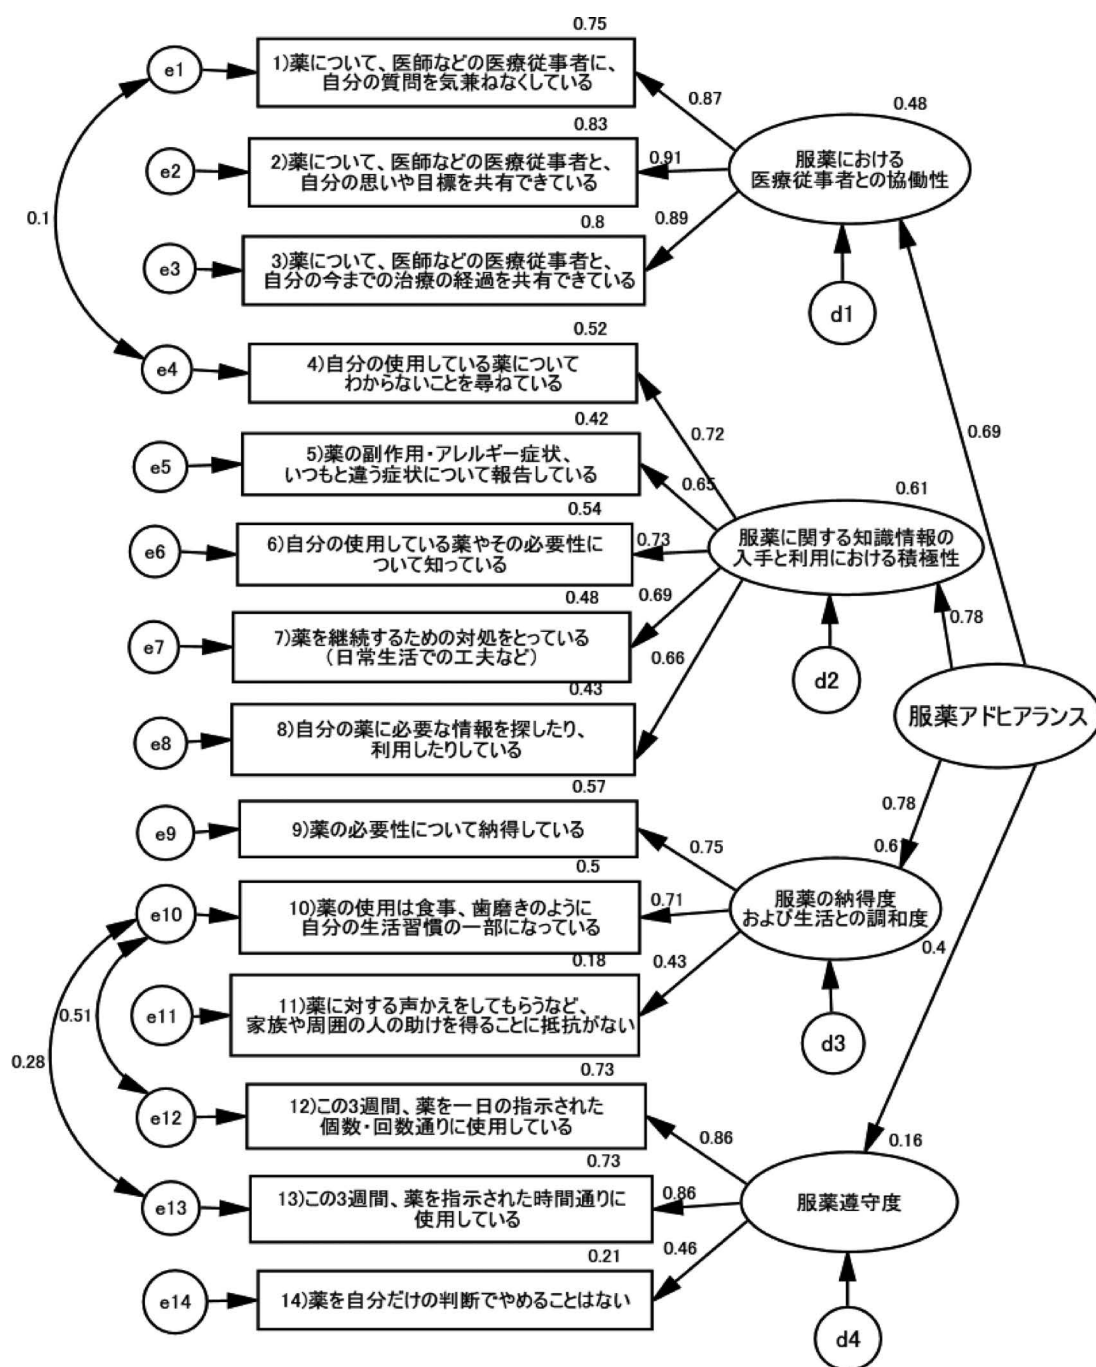 0.75
e1
1)薬について、医師などの医療従事者に、
自分の質問を気兼ねなくしている
0.87
0.48
服薬における
医療従事者との協働性
0.83
e2
2)薬について、医師などの医療従事者と、
自分の思いや目標を共有できている
0.91
0.1
0.8
0.89
e3
3)薬について、医師などの医療従事者と、
自分の今までの治療の経過を共有できている
d1
0.52
e4
4)自分の使用している薬について
わからないことを尋ねている
0.72
0.69
0.42
e5
5)薬の副作用・アレルギー症状、
いつもと違う症状について報告している
0.65
0.61
服薬に関する知識情報の
入手と利用における積極性
0.54
e6
6)自分の使用している薬やその必要性に
ついて知っている
0.73
0.48
0.69
0.78
e7
7)薬を継続するための対処をとっている
(日常生活での工夫など)
0.66
d2
0.43
服薬アドヒアランス
e8
8)自分の薬に必要な情報を探したり、
利用したりしている
0.57
e9
9)薬の必要性について納得している
0.75
0.78
0.61
0.5
服薬の納得度
および生活との調和度
e10
10)薬の使用は食事、歯磨きのように
自分の生活習慣の一部になっている
0.71
0.4
0.18
0.43
0.51
e11
11)薬に対する声かえをしてもらうなど、
家族や周囲の人の助けを得ることに抵抗がない
d3
0.28
0.73
e12
12)この3週間、薬を一日の指示された
個数・回数通りに使用している
0.86
0.16
0.73
e13
13)この3週間、薬を指示された時間通りに
使用している
0.86
服薬遵守度
0.21
0.46
e14
14)薬を自分だけの判断でやめることはない
d4